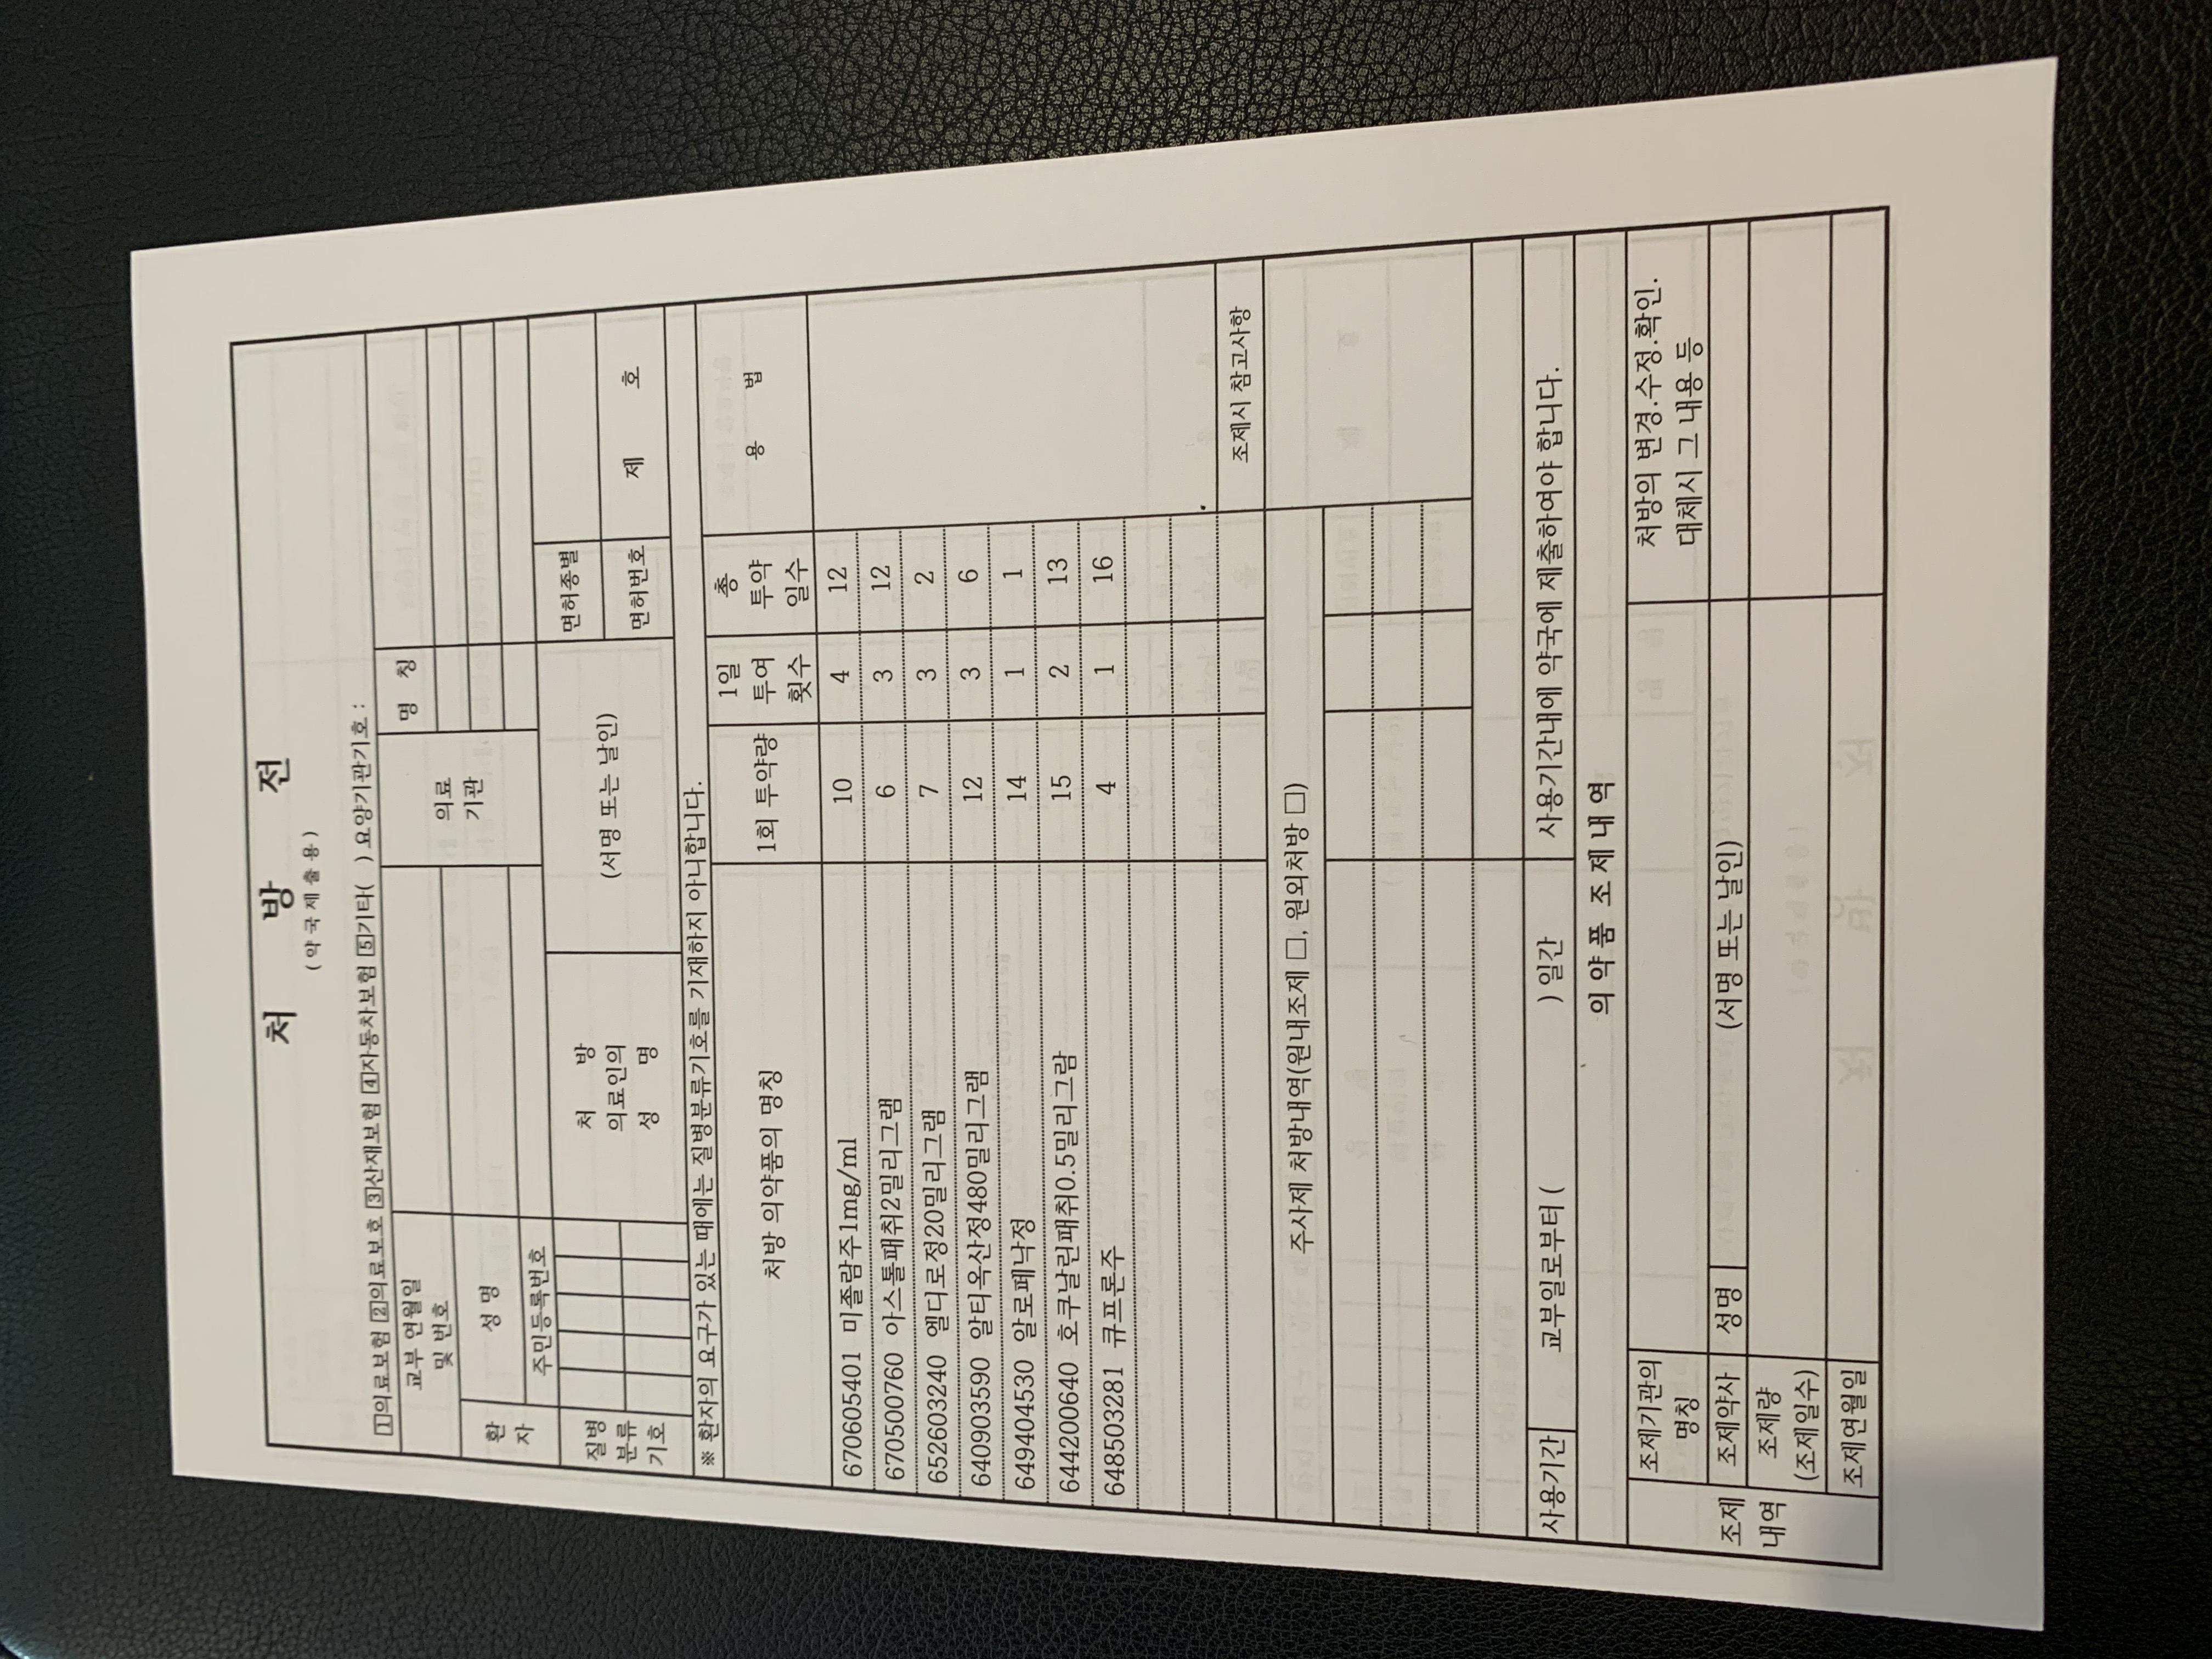 처 방 전
(약국제출용)
1의료보험 2의료보호 3산재보험 4자동차보험 5기타( ) 요양기관기호 :
교부 연월일
및 번호
의료
기관
명 칭
환
자
성 명
주민등록번호
질병
분류
기호
처 방
의료인의
성 명
(서명 또는 날인)
면허종별
면허번호 제 호
※ 환자의 요구가 있는 때에는 질병분류기호를 기재하지 아니합니다.
처방 의약품의 명칭
1회 투약량
1일
투여
횟수
총
투약
일수
용 법
670605401 미졸람주1mg/ml 10 4 12
670500760 아스톨패취2밀리그램 6 3 12
652603240 엘디로정20밀리그램 7 3 2
640903590 알티옥산정480밀리그램 12 3 6
649404530 알로페낙정 14 1 1
644200640 호쿠날린패취0.5밀리그람 15 2 13
648503281 큐프론주 4 1 16
조제시 참고사항
주사제 처방내역(원내조제 □, 원외처방 □)
사용기간 교부일로부터 ( ) 일간 사용기간내에 약국에 제출하여야 합니다.
의 약 품 조 제 내 역
조제
내역
조제기관의
명칭
처방의 변경.수정.확인.
대체시 그 내용 등
조제약사 성명 (서명 또는 날인)
조제량
(조제일수)
조제연월일